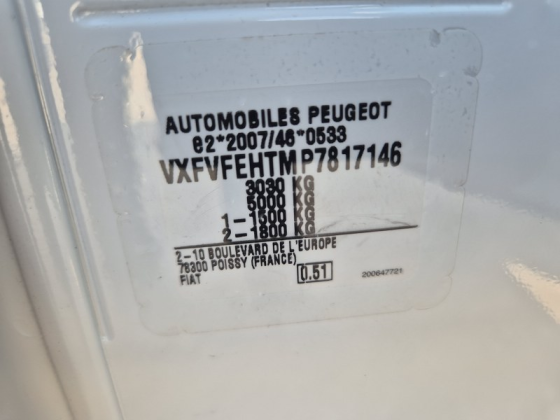 AUTOMOBILES PEUGEOT
e2*2007/46*0533
VXFVFEHTMP7817146
3030 KG
5000 KG
1-1500 KG
2-1800 KG
2-10 BOULEVARD DE L'EUROPE
78300 POISSY (FRANCE)
FIAT
0.51
200647721